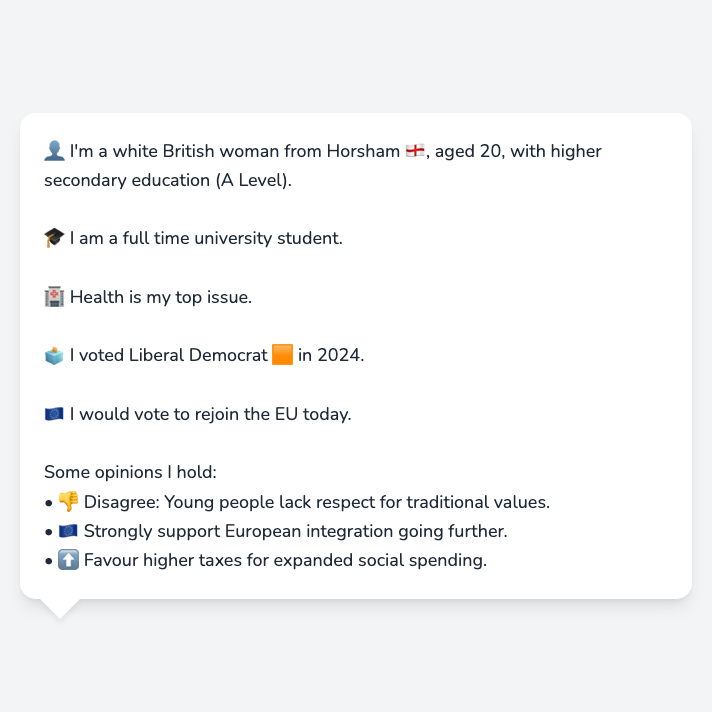 👤 I'm a white British woman from Horsham 🏴󠁧󠁢󠁥󠁮󠁧󠁿, aged 20, with higher
secondary education (A Level).
🎓 I am a full time university student.
🏥 Health is my top issue.
🗳️ I voted Liberal Democrat 🟧 in 2024.
🇪🇺 I would vote to rejoin the EU today.
Some opinions I hold:
• 👎 Disagree: Young people lack respect for traditional values.
• 🇪🇺 Strongly support European integration going further.
• ⬆️ Favour higher taxes for expanded social spending.